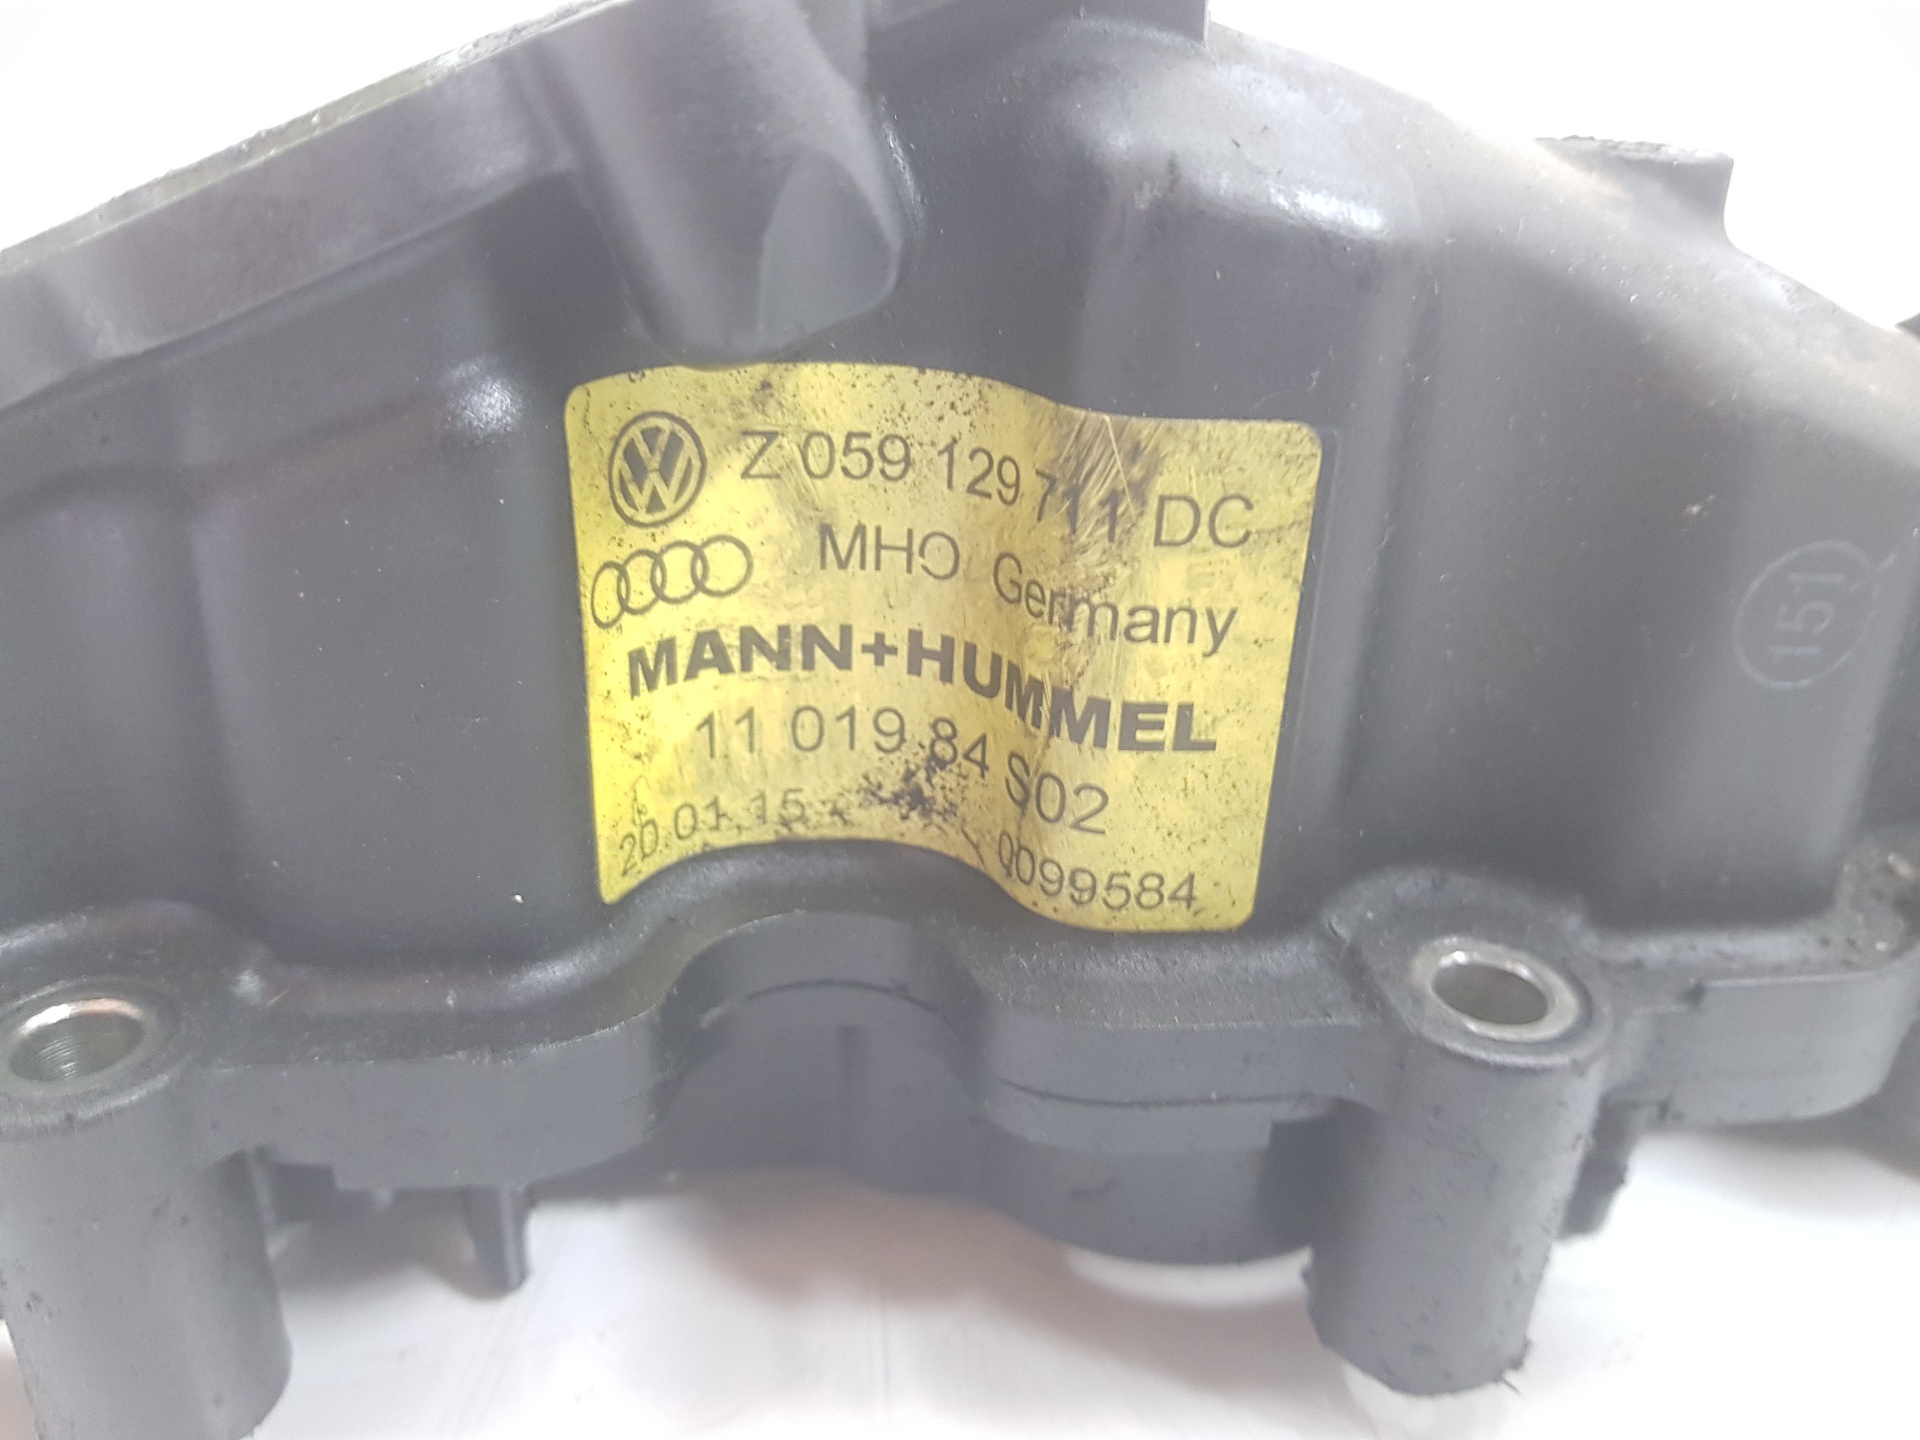 Z 059 129 711 DC
MHO Germany
MANN+HUMMEL
11 019 84 S02
20.01.15 0099584
151